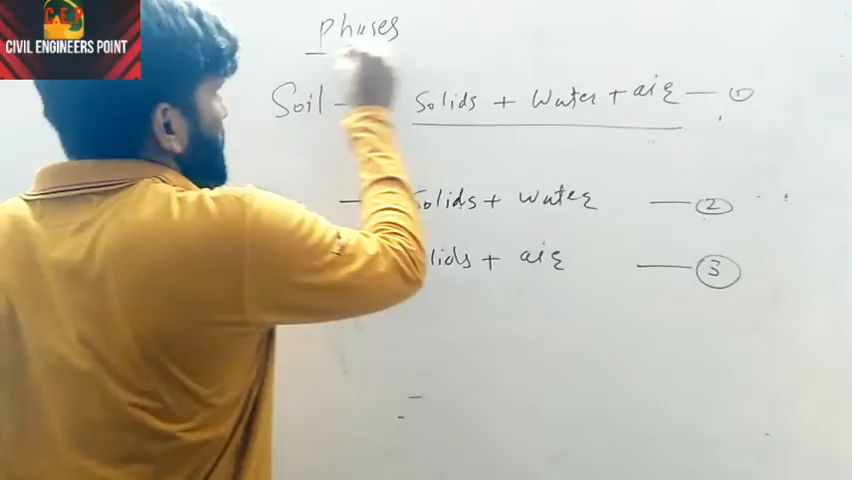 C.E.P
CIVIL ENGINEERS POINT
Phases
Soil - Solids + Water + air — 1
— Solids + water — 2
lids + air — 3